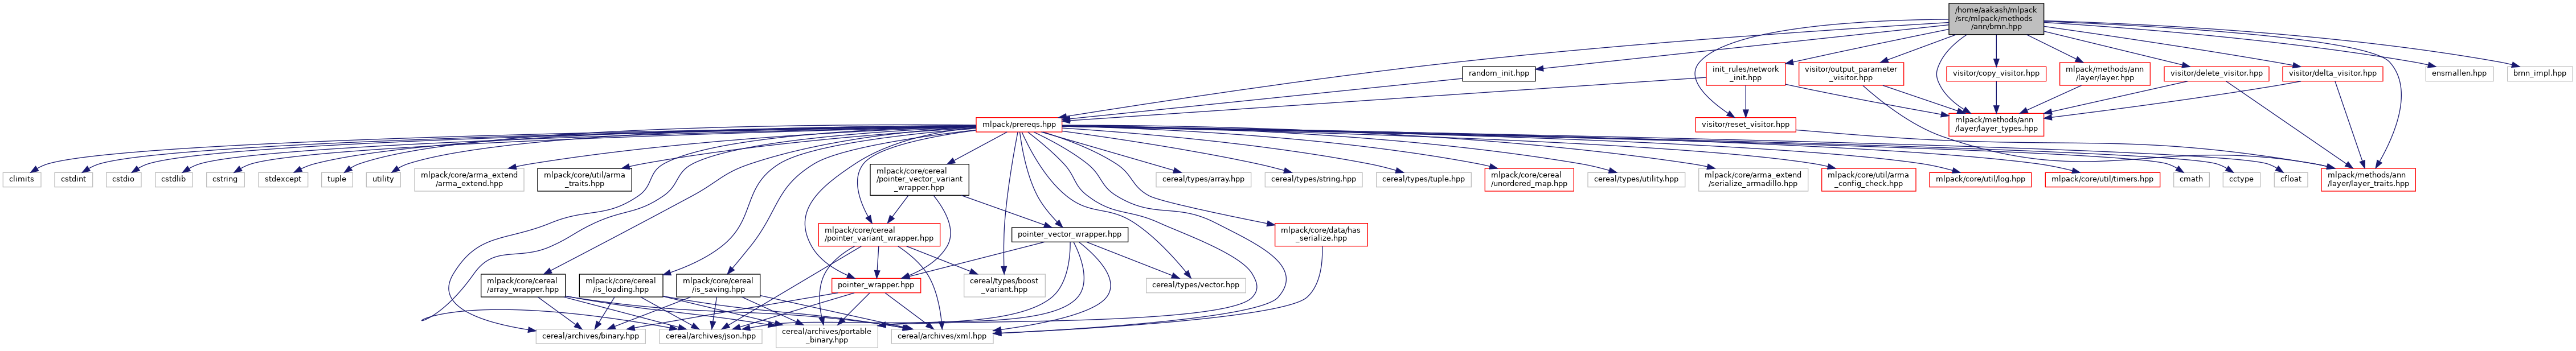 /home/aakash/mlpack
/src/mlpack/methods
/ann/brnn.hpp
random_init.hpp
init_rules/network
_init.hpp
visitor/output_parameter
_visitor.hpp
visitor/copy_visitor.hpp
mlpack/methods/ann
/layer/layer.hpp
visitor/delete_visitor.hpp
visitor/delta_visitor.hpp
ensmallen.hpp
brnn_impl.hpp
mlpack/prereqs.hpp
visitor/reset_visitor.hpp
mlpack/methods/ann
/layer/layer_types.hpp
climits
cstdint
cstdio
cstdlib
cstring
stdexcept
tuple
utility
mlpack/core/arma_extend
/arma_extend.hpp
mlpack/core/util/arma
_traits.hpp
mlpack/core/cereal
/pointer_vector_variant
_wrapper.hpp
cereal/types/array.hpp
cereal/types/string.hpp
cereal/types/tuple.hpp
mlpack/core/cereal
/unordered_map.hpp
cereal/types/utility.hpp
mlpack/core/arma_extend
/serialize_armadillo.hpp
mlpack/core/util/arma
_config_check.hpp
mlpack/core/util/log.hpp
mlpack/core/util/timers.hpp
cmath
cctype
cfloat
mlpack/methods/ann
/layer/layer_traits.hpp
mlpack/core/cereal
/pointer_variant_wrapper.hpp
pointer_vector_wrapper.hpp
mlpack/core/data/has
_serialize.hpp
mlpack/core/cereal
/array_wrapper.hpp
mlpack/core/cereal
/is_loading.hpp
mlpack/core/cereal
/is_saving.hpp
pointer_wrapper.hpp
cereal/types/boost
_variant.hpp
cereal/types/vector.hpp
cereal/archives/binary.hpp
cereal/archives/json.hpp
cereal/archives/portable
_binary.hpp
cereal/archives/xml.hpp